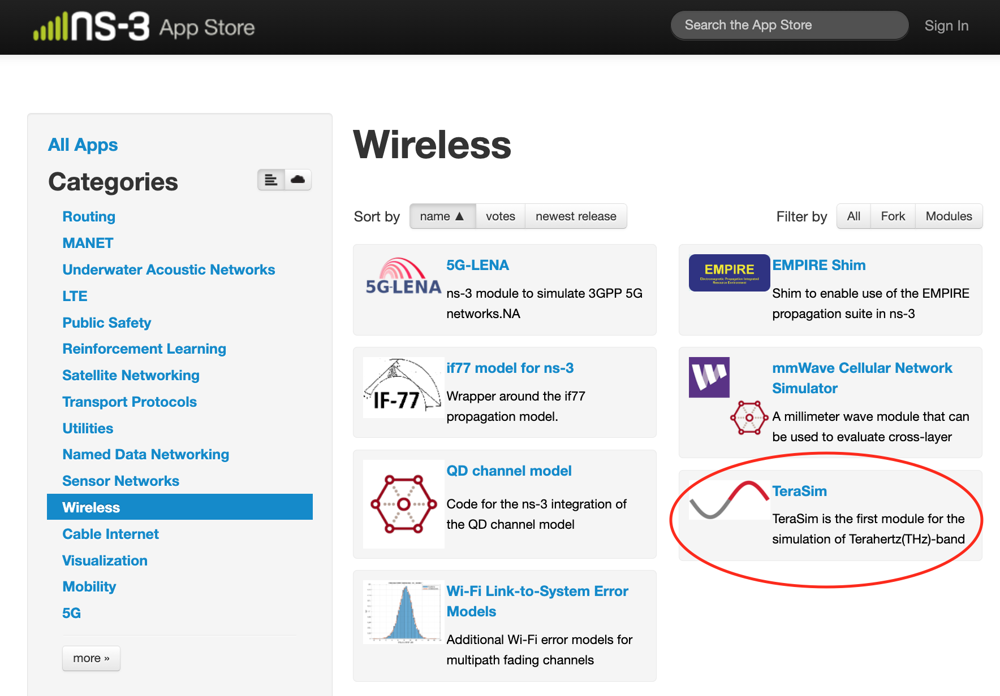 ns-3 App Store
Search the App Store
Sign In
All Apps
Categories
Routing
MANET
Underwater Acoustic Networks
LTE
Public Safety
Reinforcement Learning
Satellite Networking
Transport Protocols
Utilities
Named Data Networking
Sensor Networks
Wireless
Cable Internet
Visualization
Mobility
5G
more »
Wireless
Sort by name ▲ votes newest release
Filter by All Fork Modules
5G-LENA
5G-LENA
ns-3 module to simulate 3GPP 5G
networks.NA
EMPIRE
Electromagnetic Propagation Integrated
Resource Environment
EMPIRE Shim
Shim to enable use of the EMPIRE
propagation suite in ns-3
IF-77
if77 model for ns-3
Wrapper around the if77
propagation model.
mmWave Cellular Network
Simulator
A millimeter wave module that can
be used to evaluate cross-layer
QD channel model
Code for the ns-3 integration of
the QD channel model
TeraSim
TeraSim is the first module for the
simulation of Terahertz(THz)-band
Wi-Fi Link-to-System Error
Models
Additional Wi-Fi error models for
multipath fading channels